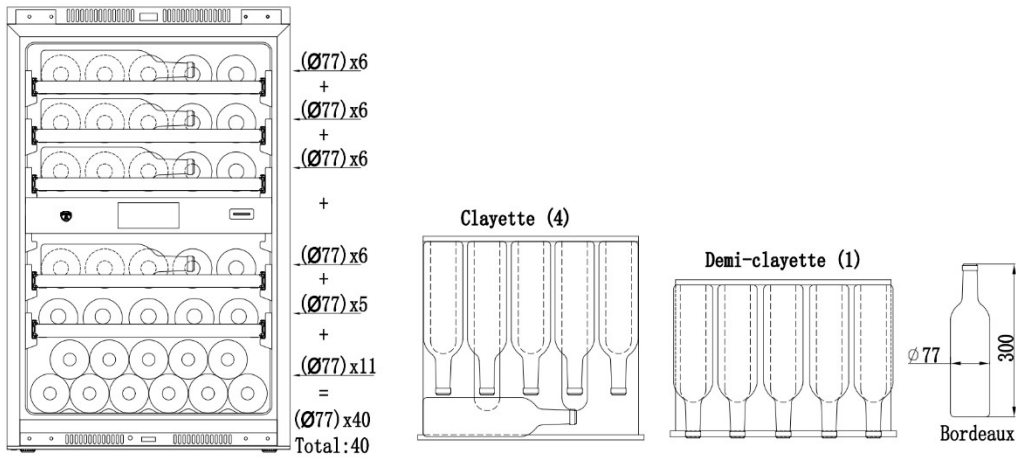 (Ø77)x6
+
(Ø77)x6
+
(Ø77)x6
+
(Ø77)x6
+
(Ø77)x5
+
(Ø77)x11
=
(Ø77)x40
Total:40
Clayette (4)
Demi-clayette (1)
Ø77
300
Bordeaux